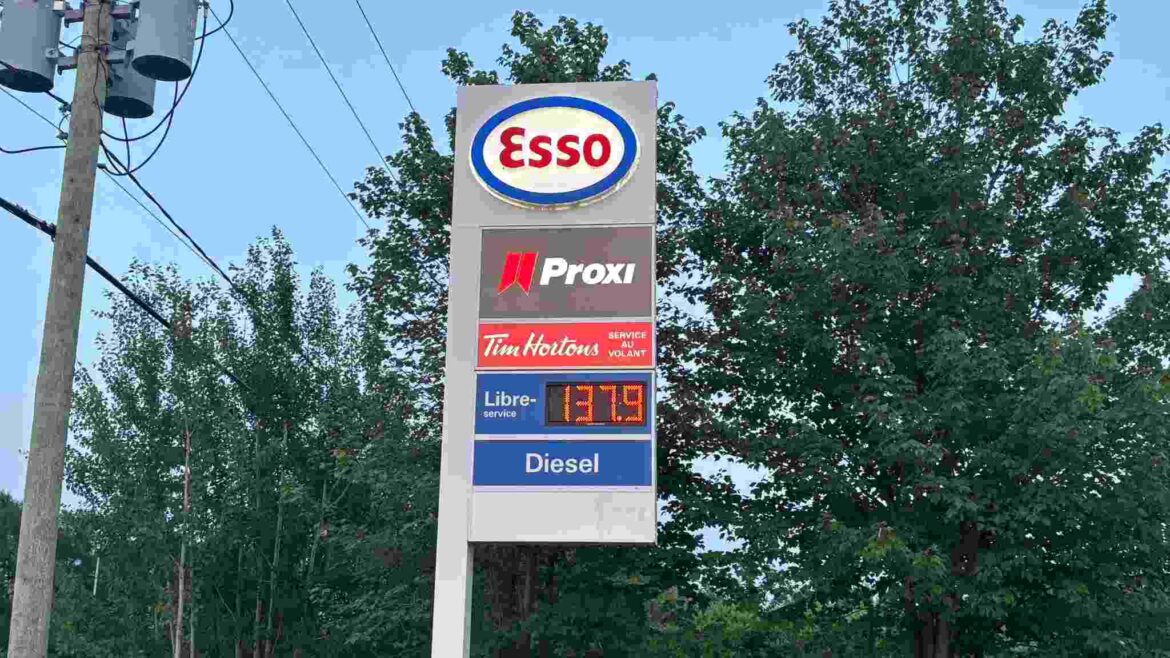 Esso
Proxi
Tim Hortons
SERVICE
AU
VOLANT
Libre-
service
137.9
Diesel